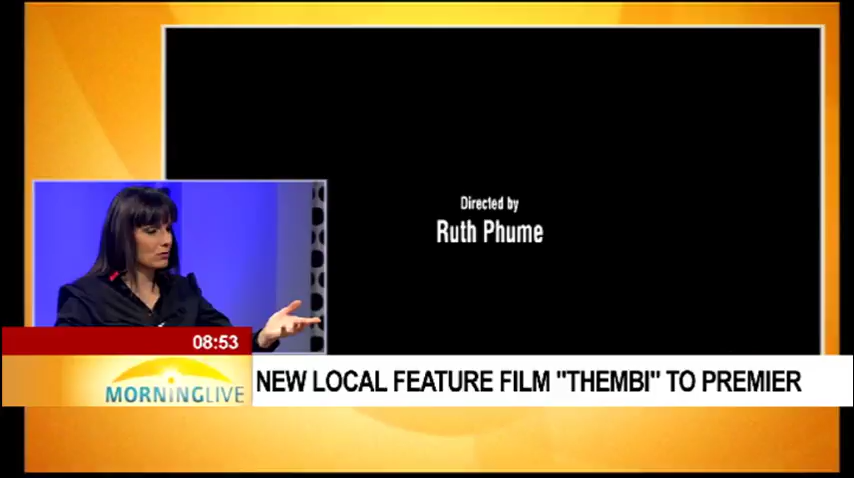 Directed by
Ruth Phume
08:53
MORNINGLIVE
NEW LOCAL FEATURE FILM "THEMBI" TO PREMIER